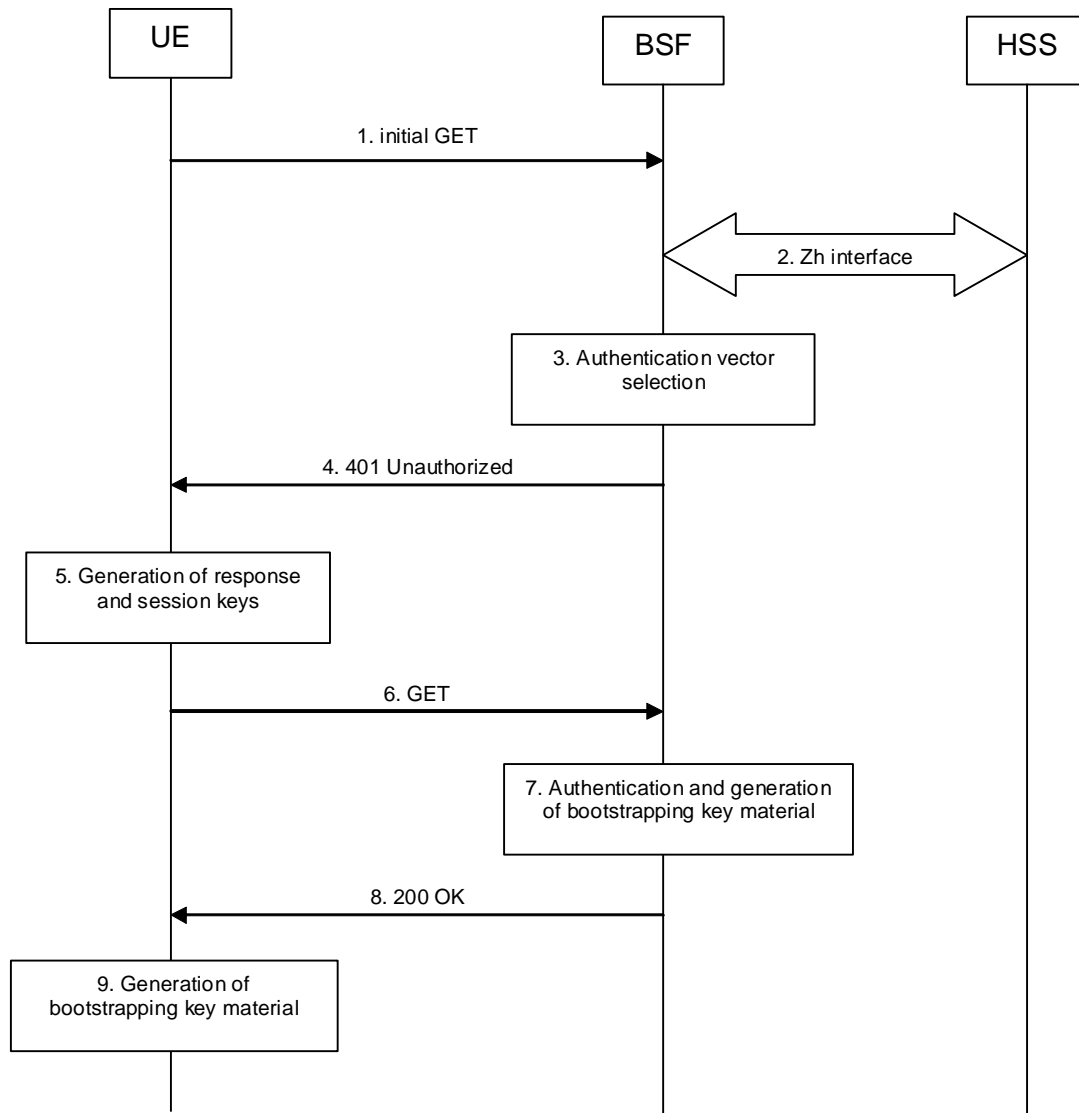 UE
BSF
HSS
1. initial GET
2. Zh interface
3. Authentication vector
selection
4. 401 Unauthorized
5. Generation of response
and session keys
6. GET
7. Authentication and generation
of bootstrapping key material
8. 200 OK
9. Generation of
bootstrapping key material